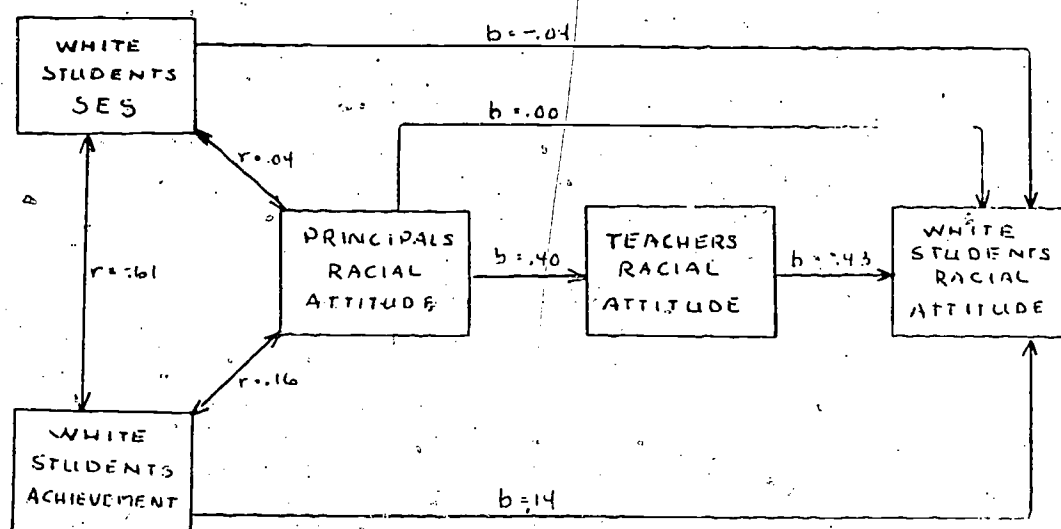 WHITE
STUDENTS
SES
b = -.04
b = .00
r = .04
r = .61
PRINCIPALS
RACIAL
ATTITUDE
b = .40
TEACHERS
RACIAL
ATTITUDE
b = .43
WHITE
STUDENTS
RACIAL
ATTITUDE
r = .16
WHITE
STUDENTS
ACHIEVEMENT
b = .14